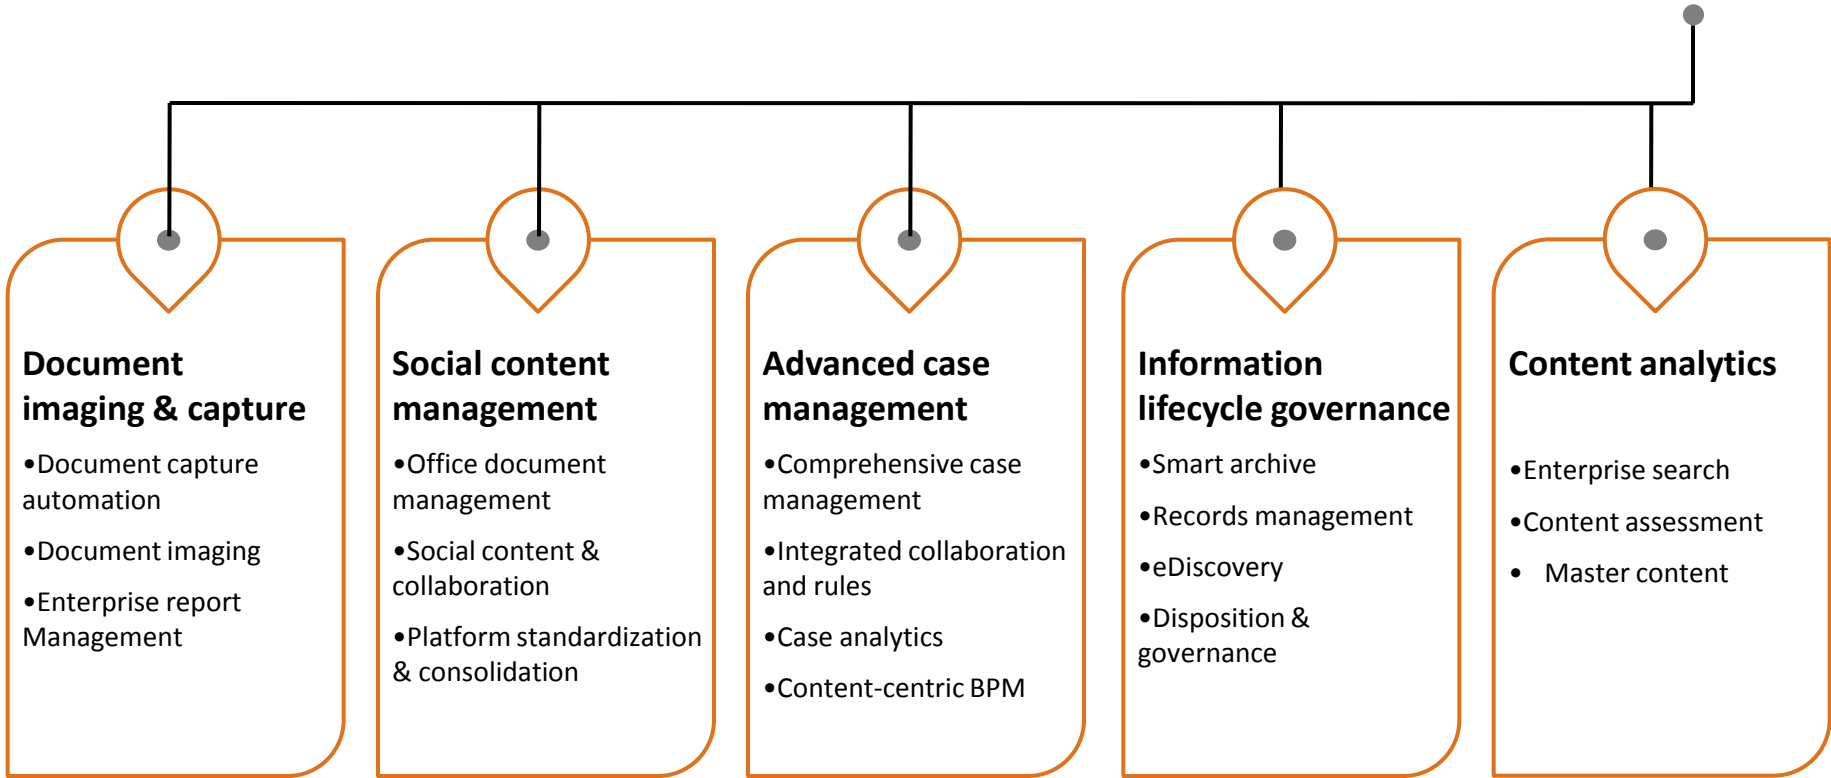 Document
imaging & capture
•Document capture
automation
•Document imaging
•Enterprise report
Management
Social content
management
•Office document
management
•Social content &
collaboration
•Platform standardization
& consolidation
Advanced case
management
•Comprehensive case
management
•Integrated collaboration
and rules
•Case analytics
•Content-centric BPM
Information
lifecycle governance
•Smart archive
•Records management
•eDiscovery
•Disposition &
governance
Content analytics
•Enterprise search
•Content assessment
• Master content